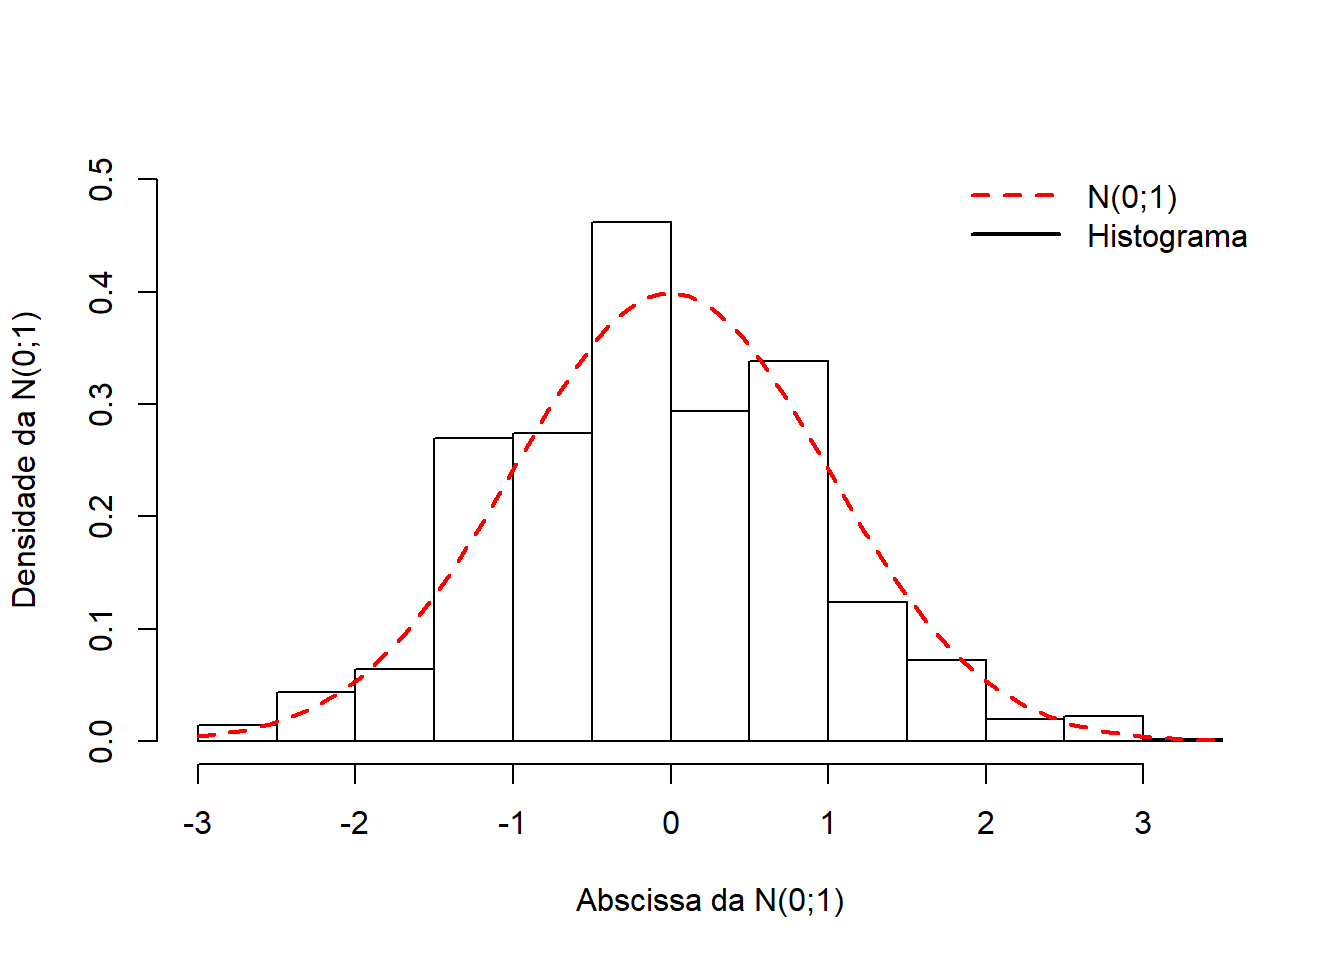 N(0;1)
Histograma
Densidade da N(0;1)
0.5
0.4
0.3
0.2
0.1
0.0
-3 -2 -1 0 1 2 3
Abscissa da N(0;1)